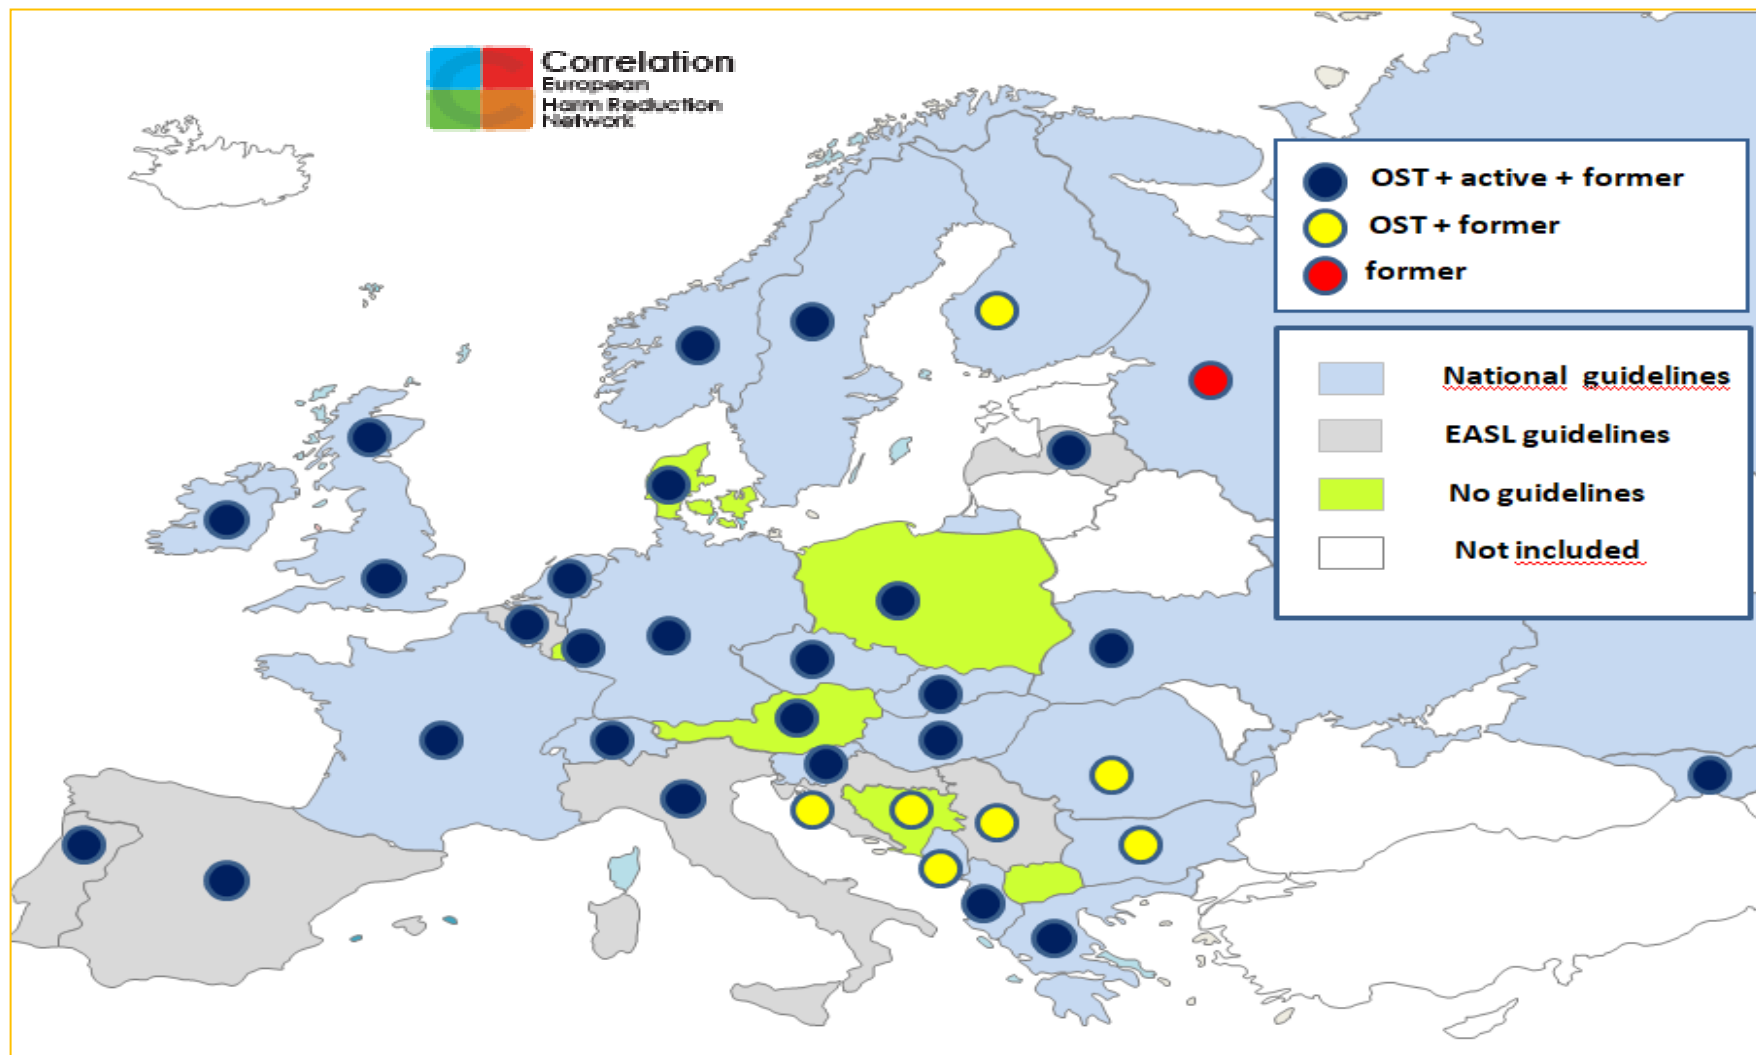 Correlation
European
Harm Reduction
Network
OST + active + former
OST + former
former
National guidelines
EASL guidelines
No guidelines
Not included